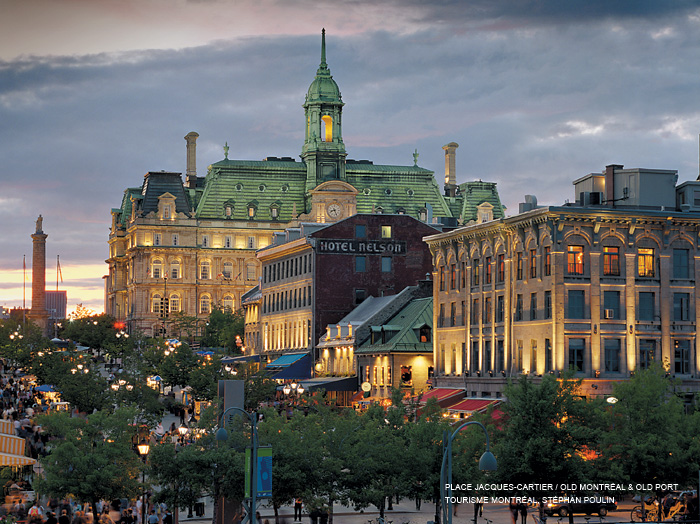 HOTEL NELSON
PLACE JACQUES-CARTIER / OLD MONTRÉAL & OLD PORT
TOURISME MONTRÉAL, STÉPHAN POULIN